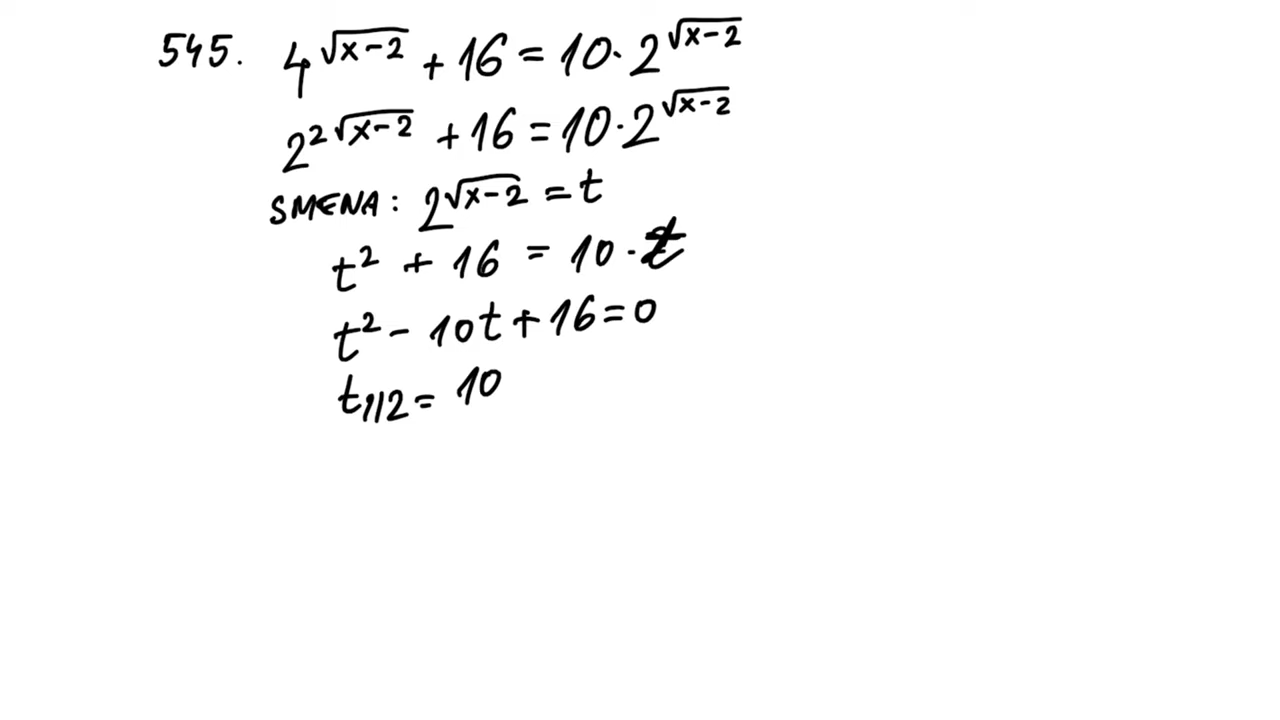 545. 4^√(x-2) + 16 = 10 · 2^√(x-2)
2^2√(x-2) + 16 = 10 · 2^√(x-2)
SMENA: 2^√(x-2) = t
t² + 16 = 10 · t
t² - 10t + 16 = 0
t₁/₂ = 10